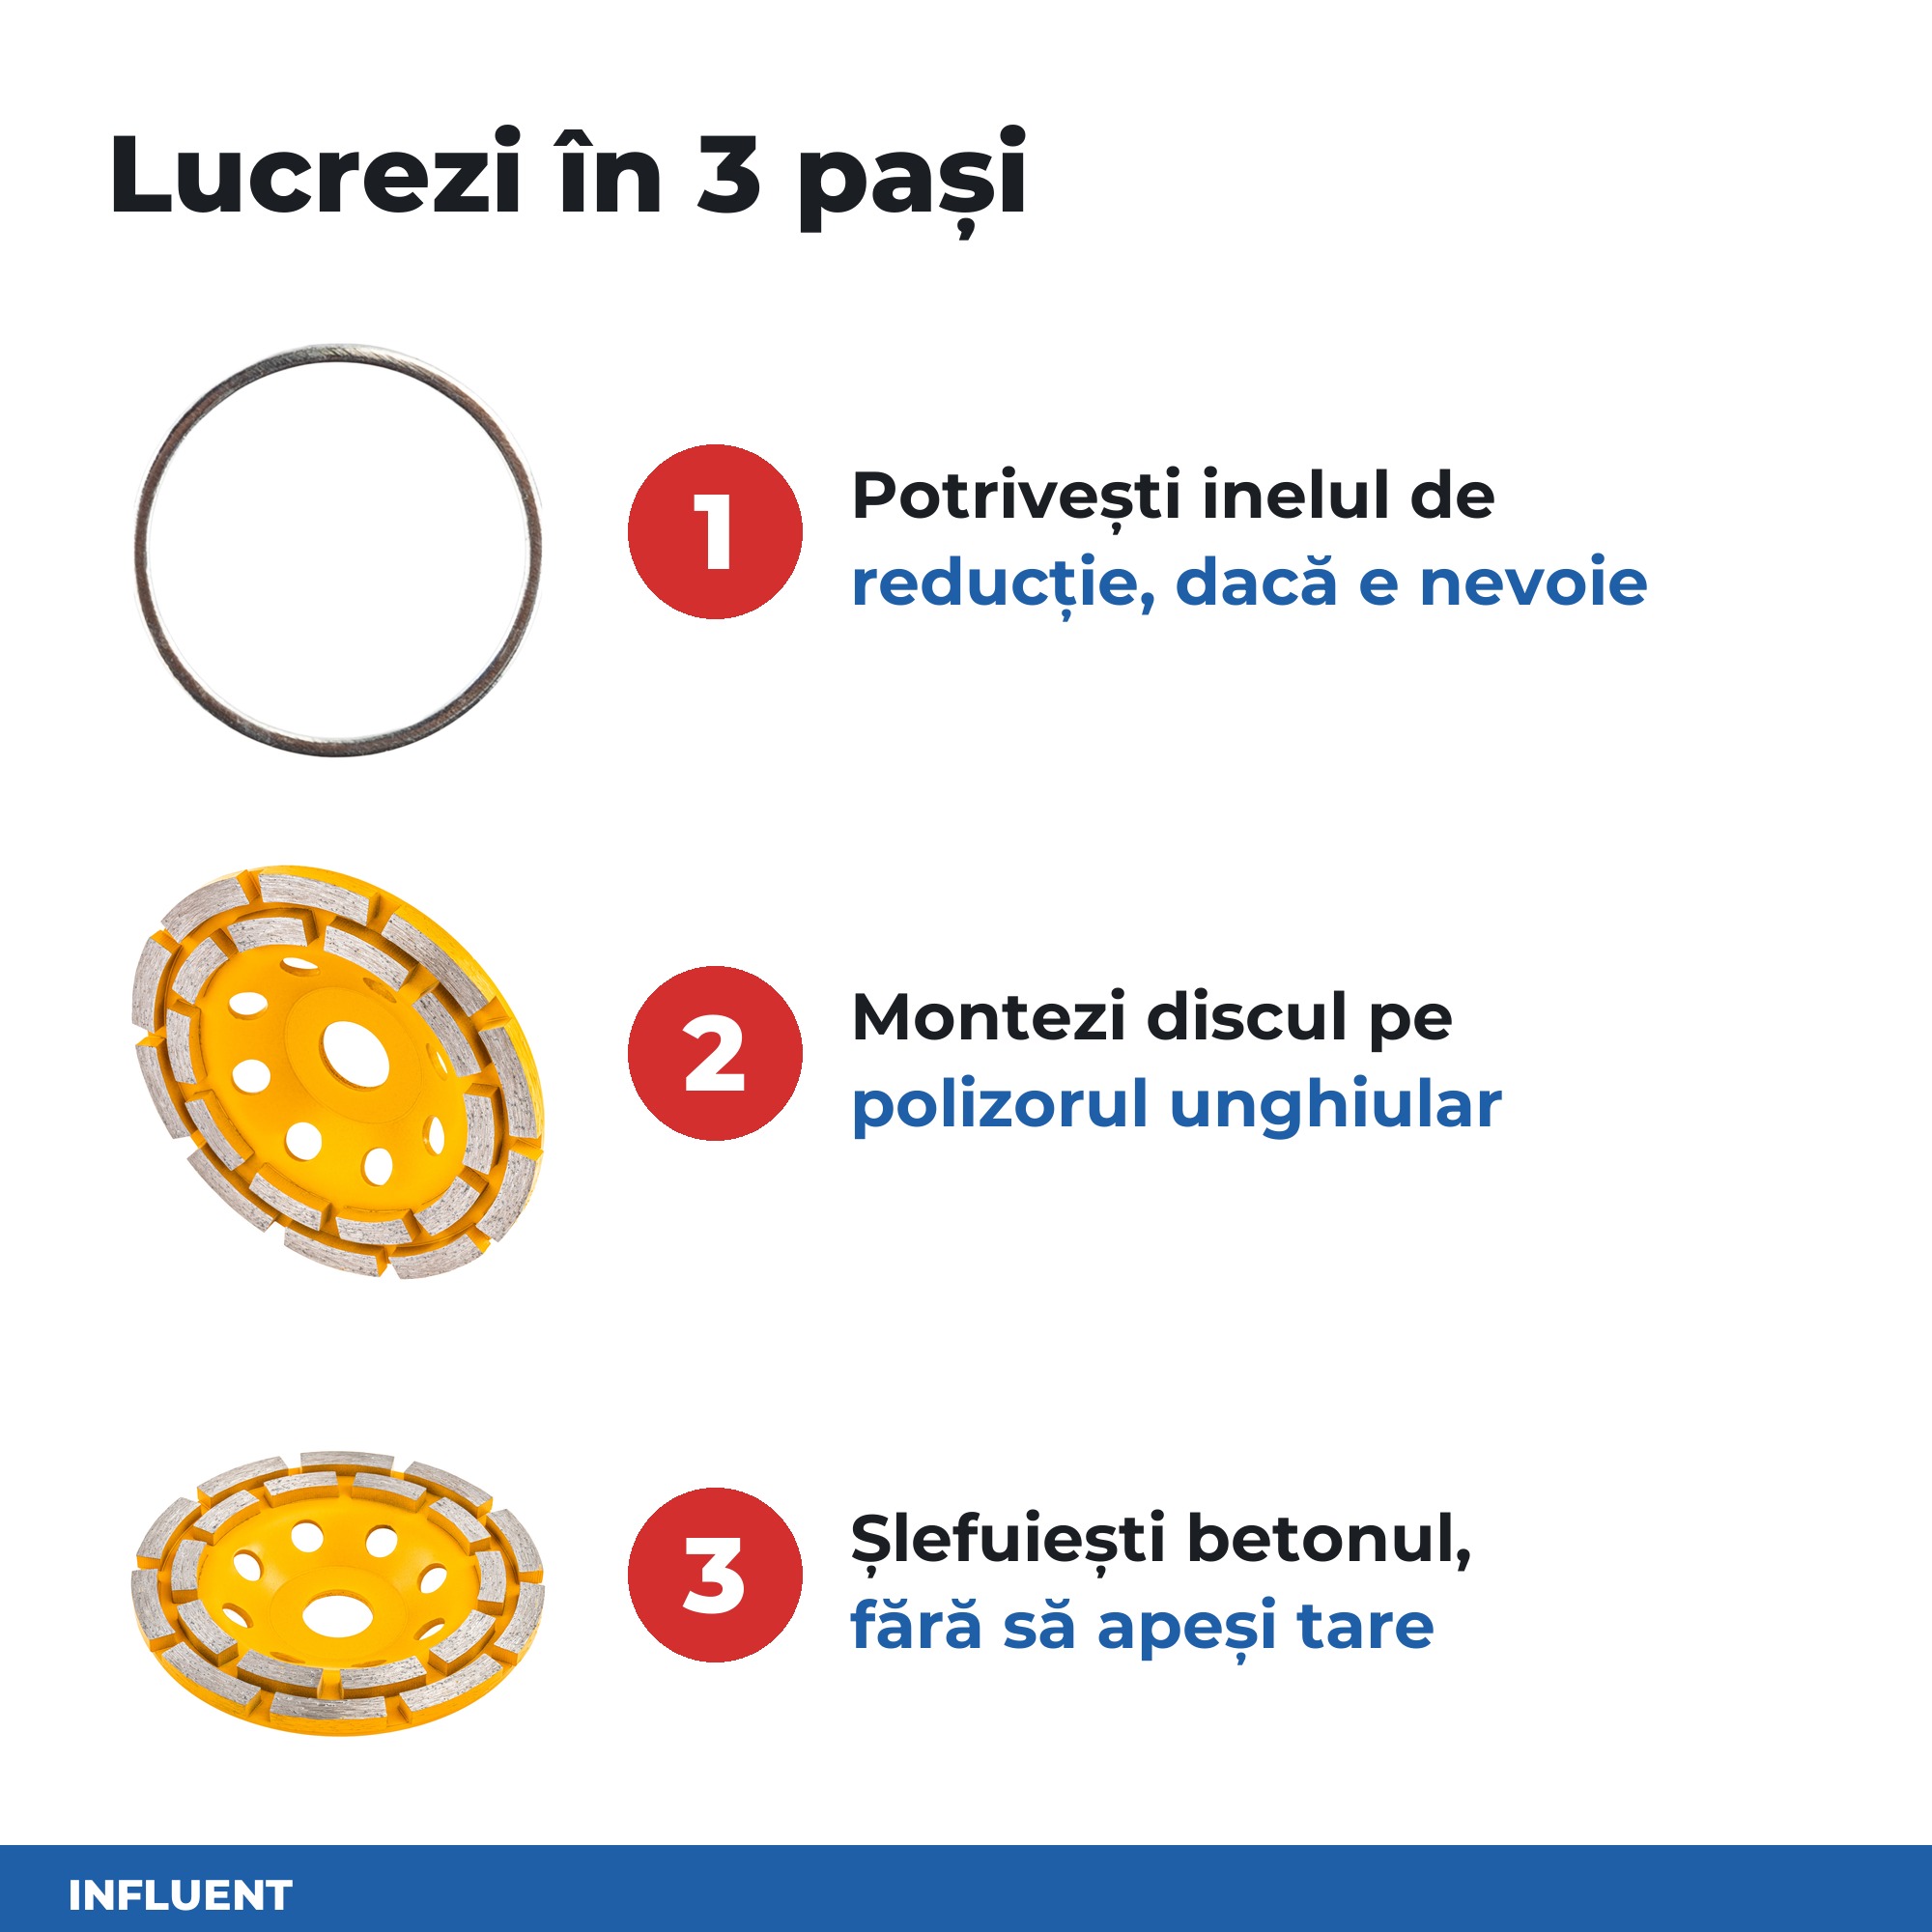 Lucrezi în 3 pași
1
Potrivești inelul de
reducție, dacă e nevoie
2
Montezi discul pe
polizorul unghiular
3
Șlefuiești betonul,
fără să apeși tare
INFLUENT